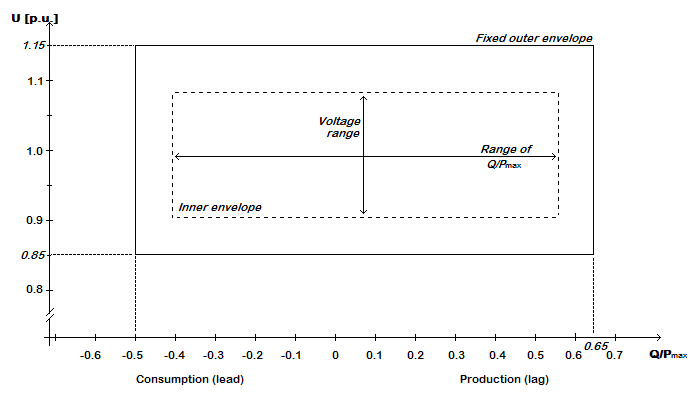 U [p.u.]
Fixed outer envelope
1.15
1.1
Voltage
range
1.0
Range of
Q/Pmax
Inner envelope
0.9
0.85
0.8
-0.6 -0.5 -0.4 -0.3 -0.2 -0.1 0 0.1 0.2 0.3 0.4 0.5 0.6 0.65 0.7 Q/Pmax
Consumption (lead) Production (lag)